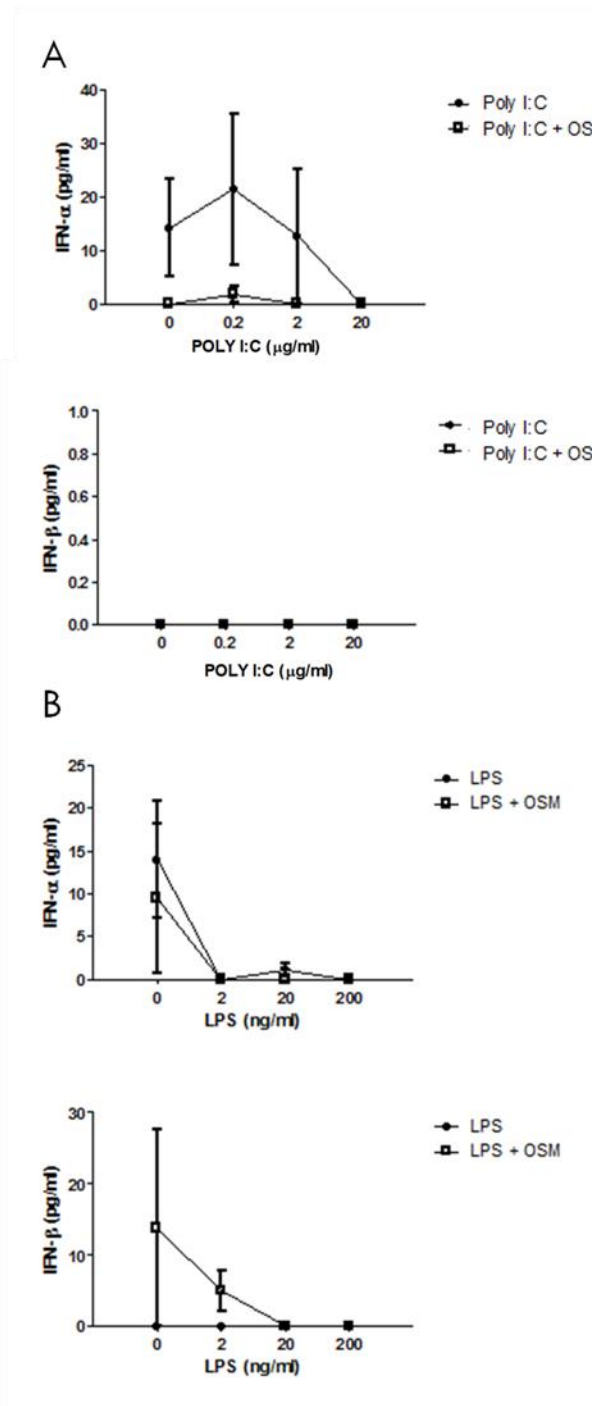 A
40
30
20
10
0
IFN-α (pg/ml)
0 0.2 2 20
POLY I:C (µg/ml)
Poly I:C
Poly I:C + OS
1.0
0.8
0.6
0.4
0.2
0.0
IFN-β (pg/ml)
0 0.2 2 20
POLY I:C (µg/ml)
Poly I:C
Poly I:C + OS
B
25
20
15
10
5
0
IFN-α (pg/ml)
0 2 20 200
LPS (ng/ml)
LPS
LPS + OSM
30
20
10
0
IFN-β (pg/ml)
0 2 20 200
LPS (ng/ml)
LPS
LPS + OSM